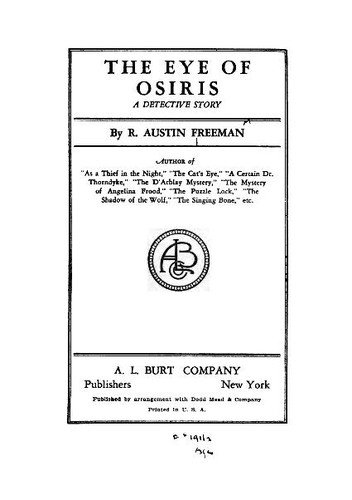 THE EYE OF
OSIRIS
A DETECTIVE STORY
By R. AUSTIN FREEMAN
AUTHOR of
"As a Thief in the Night," "The Cat's Eye," "A Certain Dr.
Thorndyke," "The D'Arblay Mystery," "The Mystery
of Angelina Frood," "The Puzzle Lock," "The
Shadow of the Wolf," "The Singing Bone," etc.
A. L. BURT COMPANY
Publishers New York
Published by arrangement with Dodd Mead & Company
Printed in U. S. A.